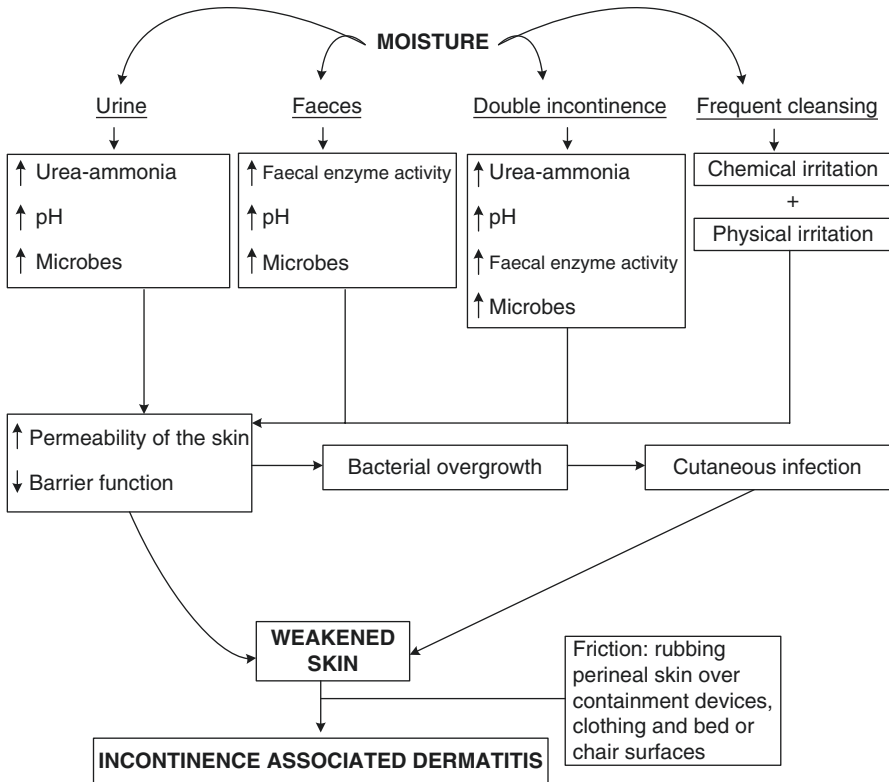 MOISTURE
Urine
Faeces
Double incontinence
Frequent cleansing
↑ Urea-ammonia
↑ pH
↑ Microbes
↑ Faecal enzyme activity
↑ pH
↑ Microbes
↑ Urea-ammonia
↑ pH
↑ Faecal enzyme activity
↑ Microbes
Chemical irritation
+
Physical irritation
↑ Permeability of the skin
↓ Barrier function
Bacterial overgrowth
Cutaneous infection
WEAKENED
SKIN
Friction: rubbing
perineal skin over
containment devices,
clothing and bed or
chair surfaces
INCONTINENCE ASSOCIATED DERMATITIS